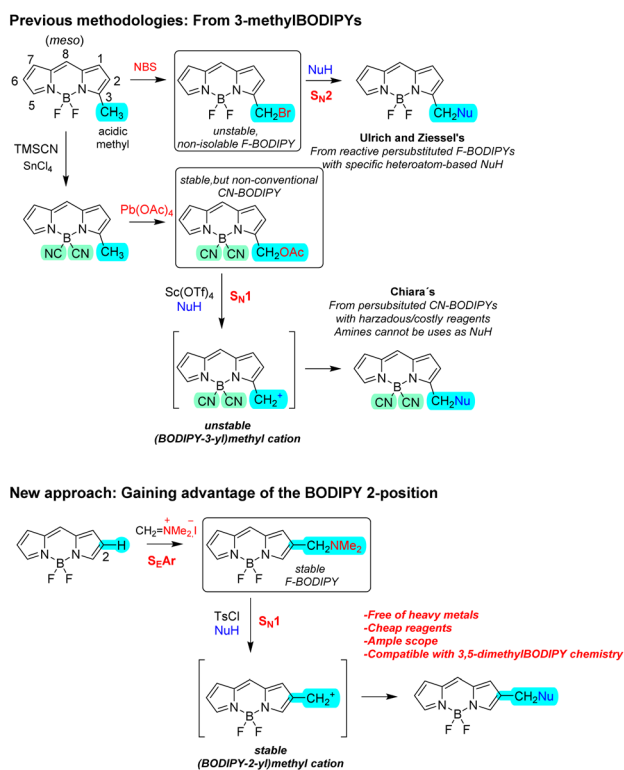 Previous methodologies: From 3-methylBODIPYs
(meso)
8
7
1
6
2
5
3
N
N
B
F F
CH3
acidic
methyl
NBS
N
N
B
F F
CH2Br
unstable,
non-isolable F-BODIPY
NuH
SN2
N
N
B
F F
CH2Nu
Ulrich and Ziessel's
From reactive persubstituted F-BODIPYs
with specific heteroatom-based NuH
TMSCN
SnCl4
N
N
B
NC CN
CH3
Pb(OAc)4
stable,but non-conventional
CN-BODIPY
N
N
B
CN CN
CH2OAc
Sc(OTf)4
NuH
SN1
Chiara´s
From persubsituted CN-BODIPYs
with harzadous/costly reagents
Amines cannot be uses as NuH
N
N
B
CN CN
CH2+
unstable
(BODIPY-3-yl)methyl cation
N
N
B
CN CN
CH2Nu
New approach: Gaining advantage of the BODIPY 2-position
H
2
N
N
B
F F
+ −
CH2=NMe2,I
SEAr
CH2NMe2
N
N
B
F F
stable
F-BODIPY
TsCl
NuH
SN1
-Free of heavy metals
-Cheap reagents
-Ample scope
-Compatible with 3,5-dimethylBODIPY chemistry
CH2+
N
N
B
F F
stable
(BODIPY-2-yl)methyl cation
CH2Nu
N
N
B
F F